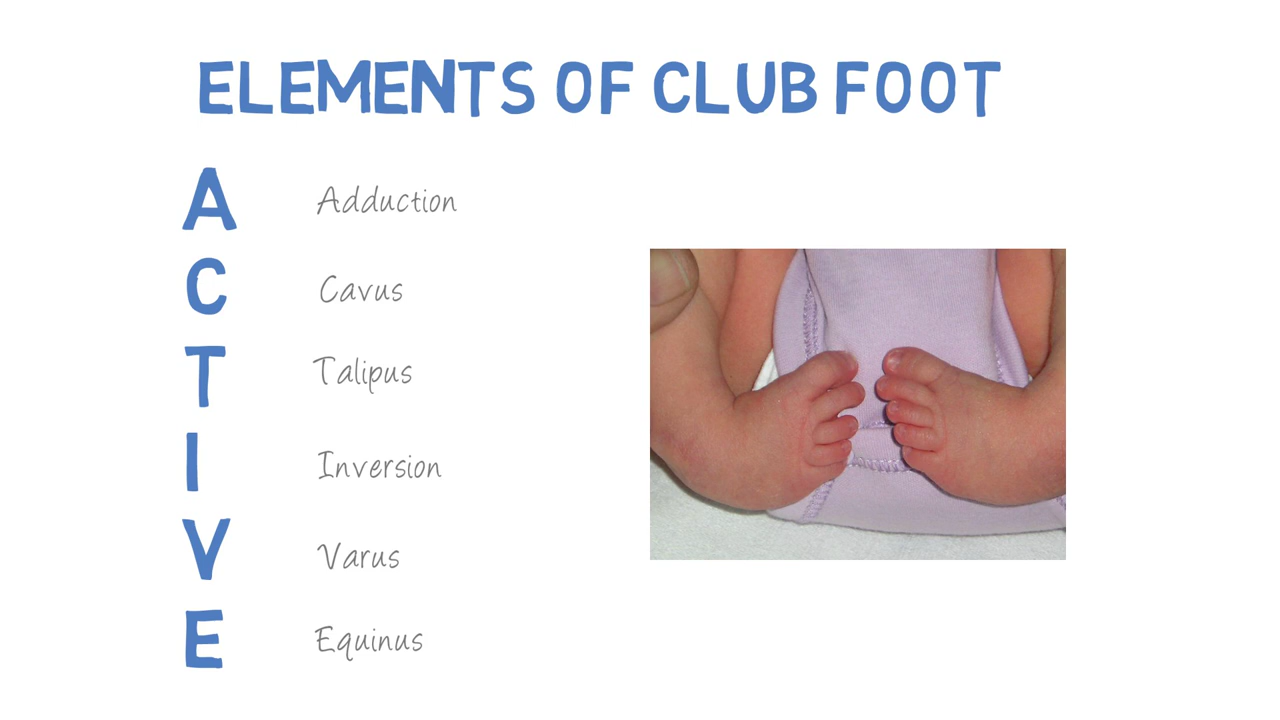 ELEMENTS OF CLUB FOOT
A Adduction
C Cavus
T Talipus
I Inversion
V Varus
E Equinus